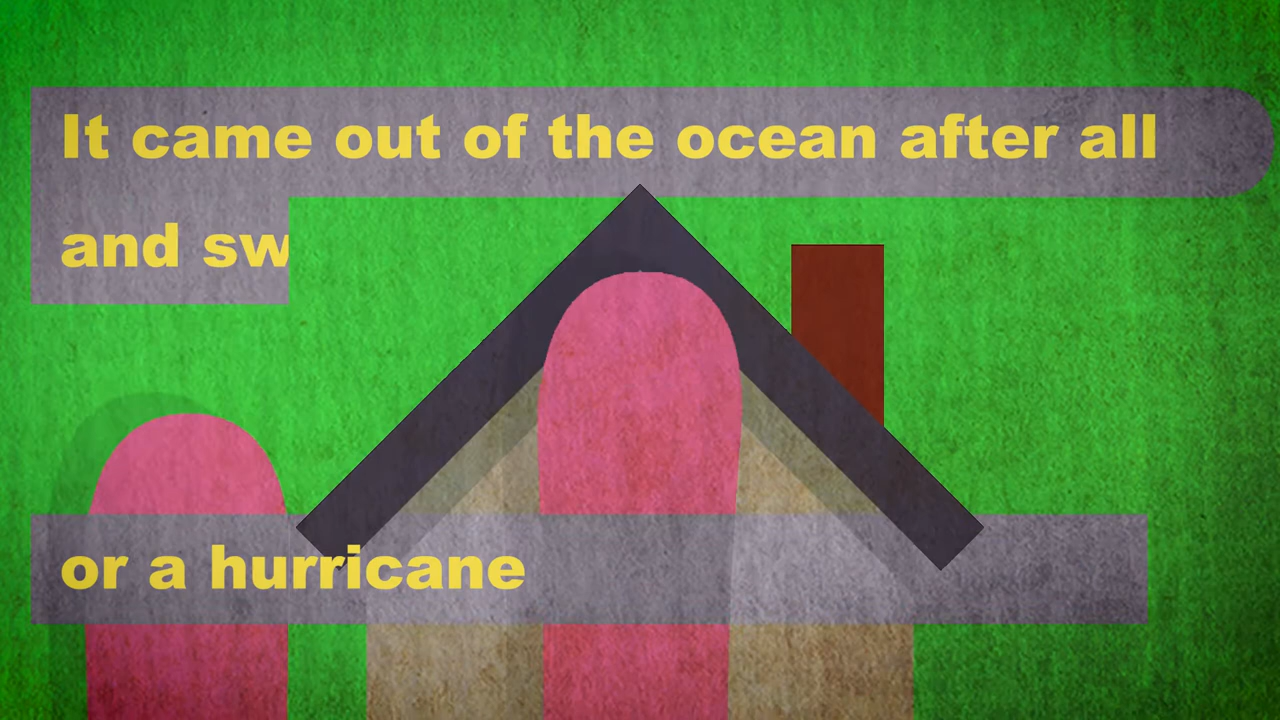 It came out of the ocean after all
and sw
or a hurricane